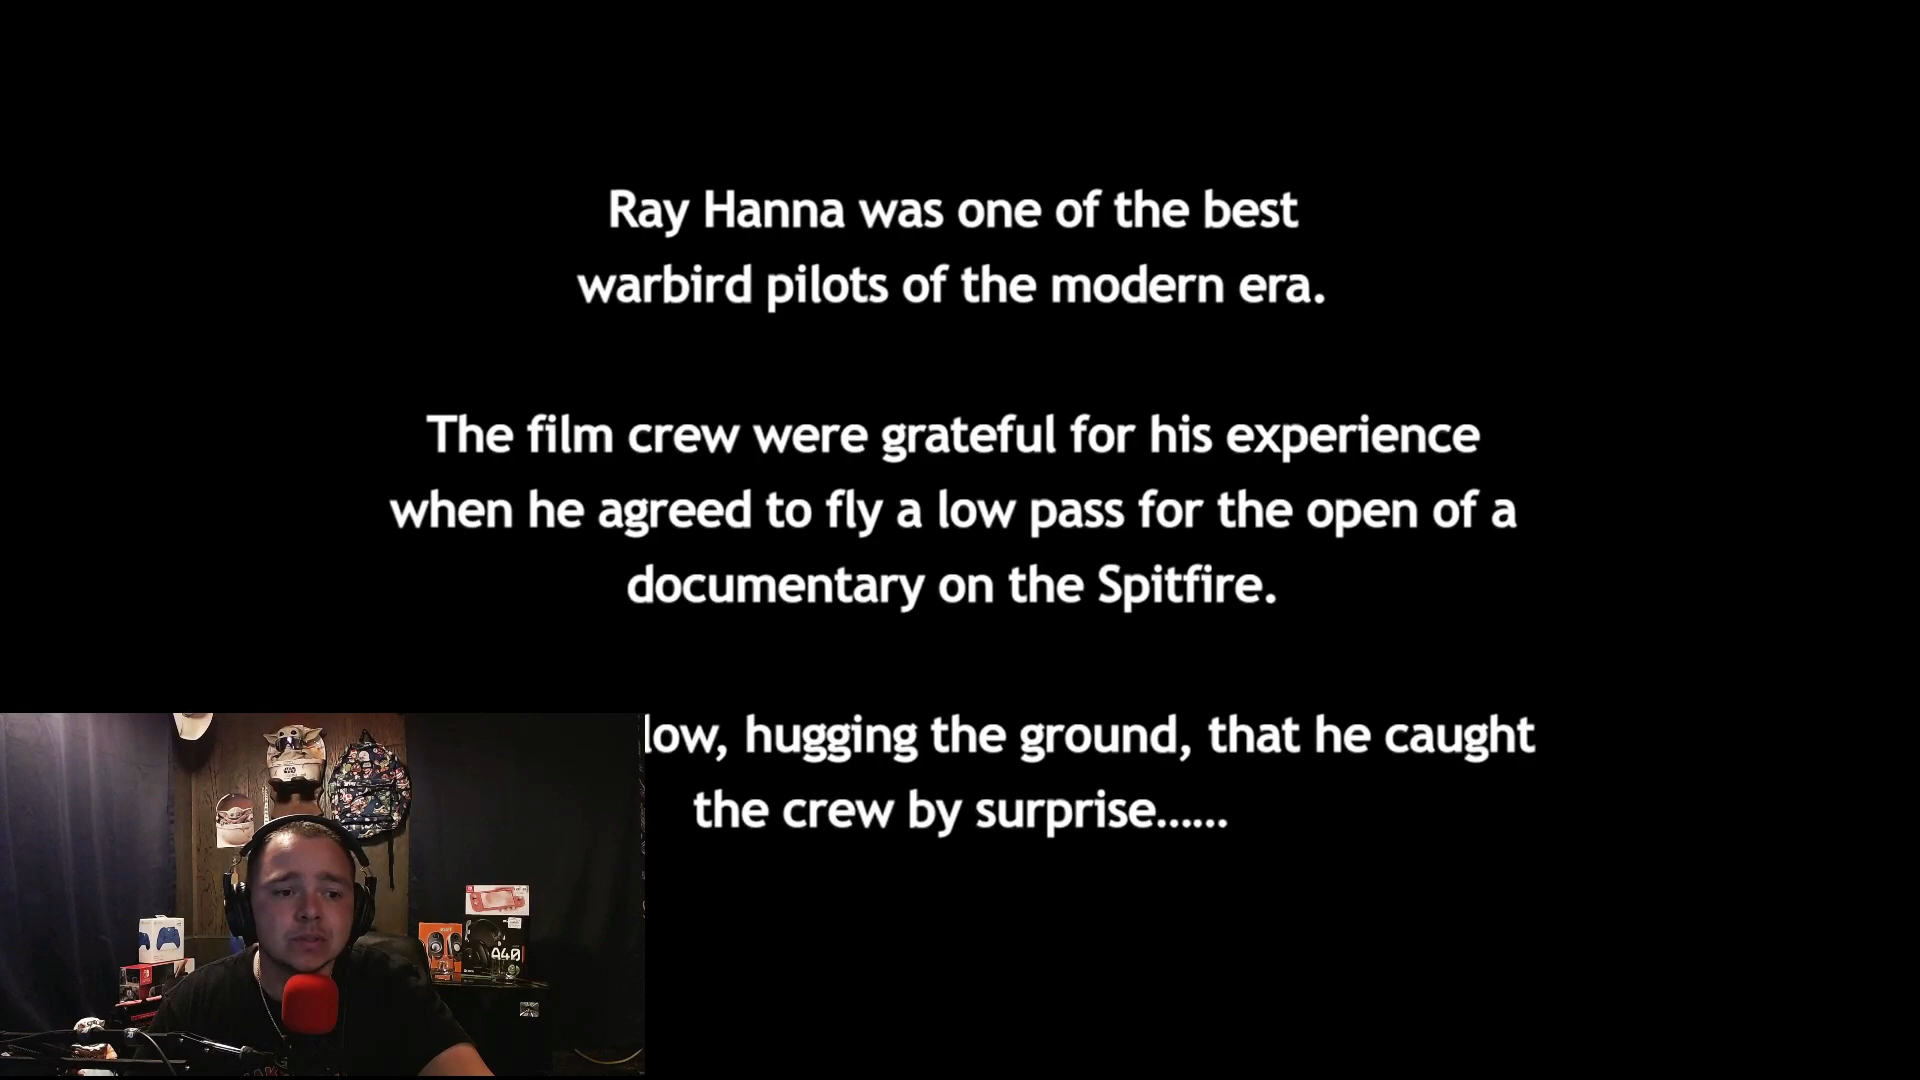 Ray Hanna was one of the best
warbird pilots of the modern era.
The film crew were grateful for his experience
when he agreed to fly a low pass for the open of a
documentary on the Spitfire.
low, hugging the ground, that he caught
the crew by surprise......
A40